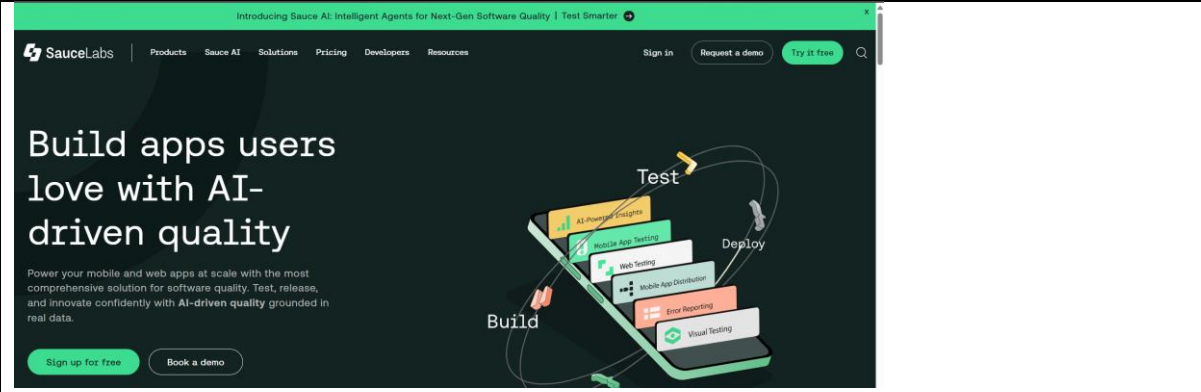 Introducing Sauce AI: Intelligent Agents for Next-Gen Software Quality | Test Smarter
x
SauceLabs
Products Sauce AI Solutions Pricing Developers Resources
Sign in Request a demo Try it free
Build apps users
love with AI-
driven quality
Power your mobile and web apps at scale with the most
comprehensive solution for software quality. Test, release,
and innovate confidently with AI-driven quality grounded in
real data.
Sign up for free Book a demo
Test
AI-Powered Insights
Mobile App Testing
Web Testing
Mobile App Distribution
Error Reporting
Visual Testing
Deploy
Build